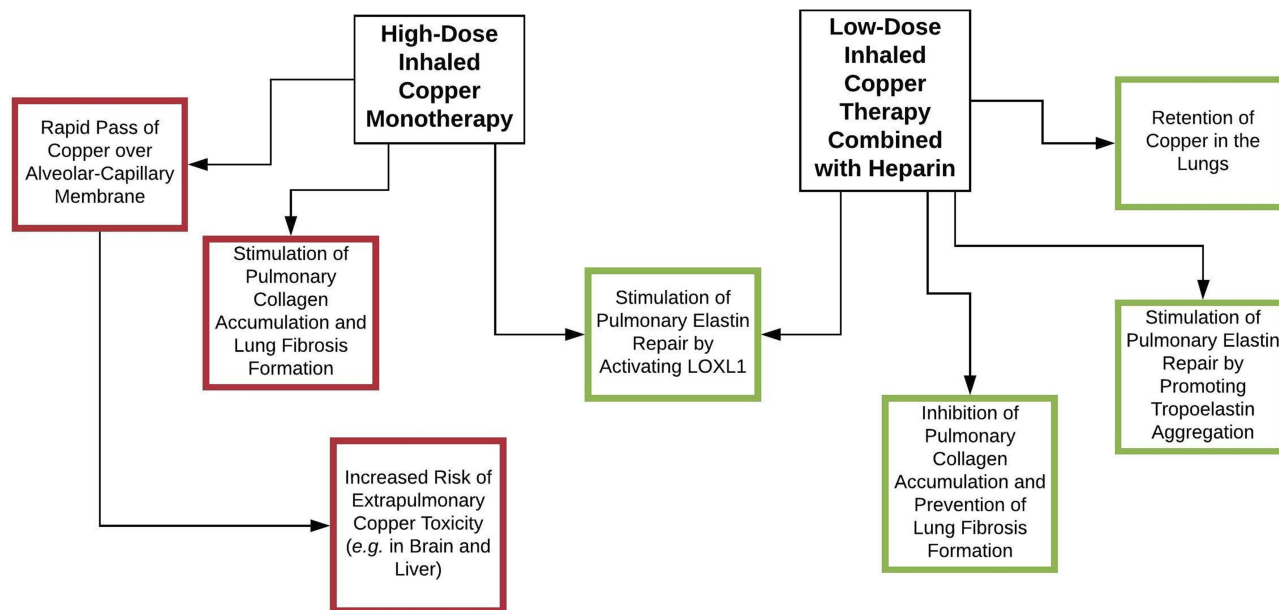 High-Dose
Inhaled
Copper
Monotherapy
Low-Dose
Inhaled
Copper
Therapy
Combined
with Heparin
Rapid Pass of
Copper over
Alveolar-Capillary
Membrane
Retention of
Copper in the
Lungs
Stimulation of
Pulmonary
Collagen
Accumulation and
Lung Fibrosis
Formation
Stimulation of
Pulmonary Elastin
Repair by
Activating LOXL1
Stimulation of
Pulmonary Elastin
Repair by
Promoting
Tropoelastin
Aggregation
Inhibition of
Pulmonary
Collagen
Accumulation and
Prevention of
Lung Fibrosis
Formation
Increased Risk of
Extrapulmonary
Copper Toxicity
(e.g. in Brain and
Liver)